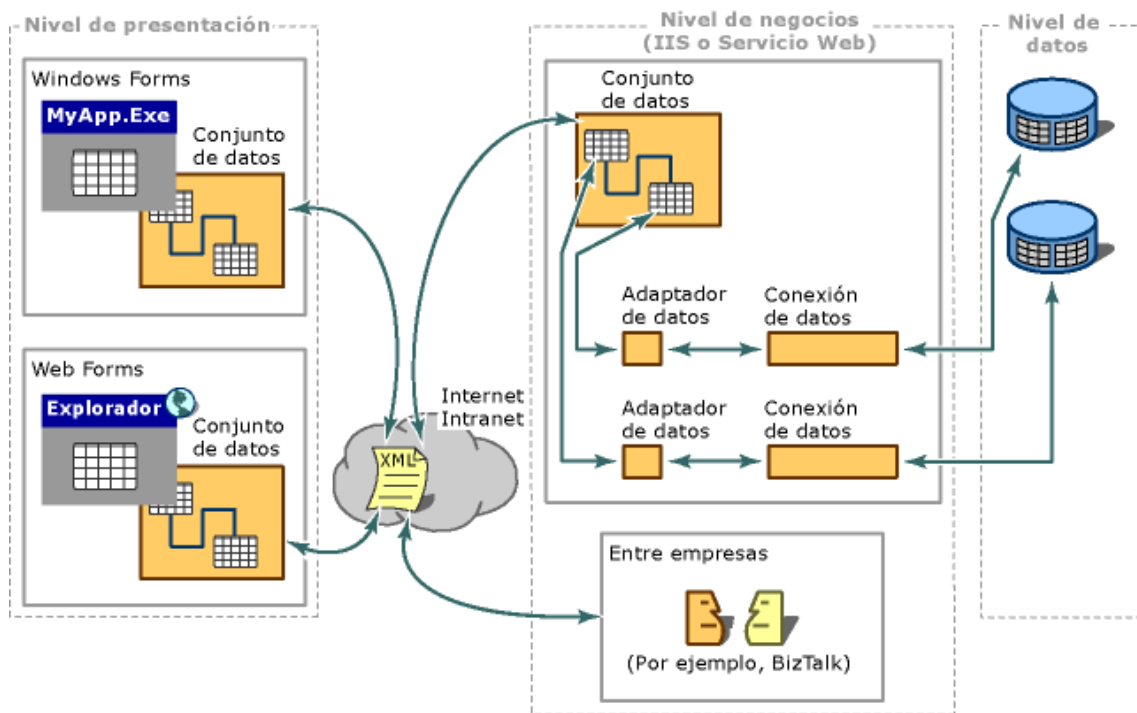 Nivel de presentación
Windows Forms
MyApp.Exe
Conjunto
de datos
Web Forms
Explorador
Conjunto
de datos
Internet
Intranet
XML
Nivel de negocios
(IIS o Servicio Web)
Conjunto
de datos
Adaptador
de datos
Conexión
de datos
Adaptador
de datos
Conexión
de datos
Entre empresas
(Por ejemplo, BizTalk)
Nivel de
datos